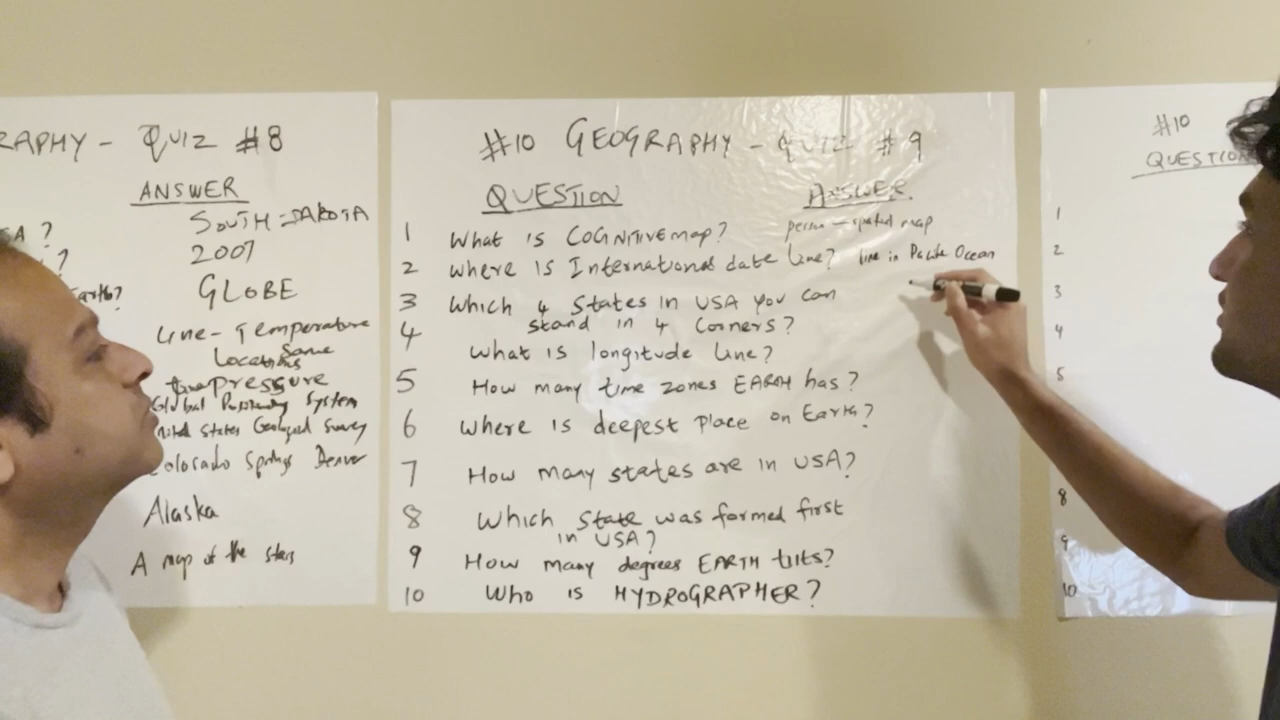 RAPHY - QUIZ #8
ANSWER
SA ?
SOUTH-DAKOTA
?
2007
Earth?
GLOBE
Line - Temperature
Same
Locations
pressure
Global Positioning System
United States Geological Survey
Colorado Springs Denver
Alaska
A map of the stars
#10 GEOGRAPHY - QUIZ #9
QUESTION ANSWER
1 What is COGNITIVE map? person - spatial map
2 Where is International date line? line in Pacific Ocean
3 Which 4 States in USA you can
stand in 4 Corners?
4 What is longitude line?
5 How many time zones EARTH has?
6 Where is deepest place on Earth?
7 How many states are in USA?
8 Which state was formed first
in USA?
9 How many degrees EARTH tilts?
10 Who is HYDROGRAPHER?
#10
QUESTION
1
2
3
4
5
8
9
10